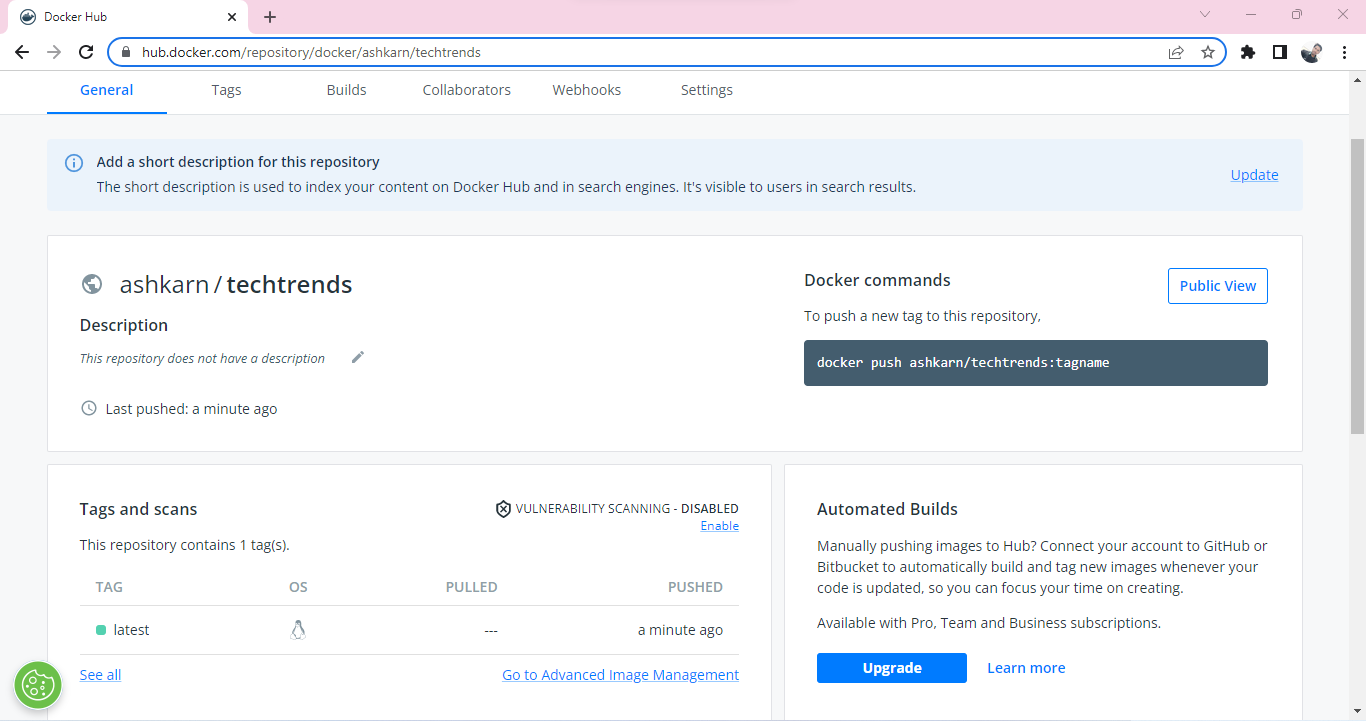 Docker Hub
hub.docker.com/repository/docker/ashkarn/techtrends
General Tags Builds Collaborators Webhooks Settings
Add a short description for this repository
The short description is used to index your content on Docker Hub and in search engines. It's visible to users in search results.
Update
ashkarn / techtrends
Description
This repository does not have a description
Last pushed: a minute ago
Docker commands
Public View
To push a new tag to this repository,
docker push ashkarn/techtrends:tagname
Tags and scans
VULNERABILITY SCANNING - DISABLED
Enable
This repository contains 1 tag(s).
TAG OS PULLED PUSHED
latest --- a minute ago
See all Go to Advanced Image Management
Automated Builds
Manually pushing images to Hub? Connect your account to GitHub or
Bitbucket to automatically build and tag new images whenever your
code is updated, so you can focus your time on creating.
Available with Pro, Team and Business subscriptions.
Upgrade Learn more